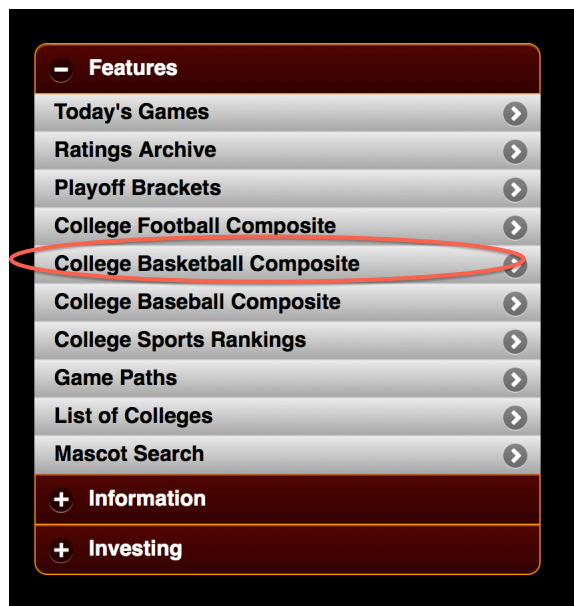 Features
Today's Games
Ratings Archive
Playoff Brackets
College Football Composite
College Basketball Composite
College Baseball Composite
College Sports Rankings
Game Paths
List of Colleges
Mascot Search
Information
Investing